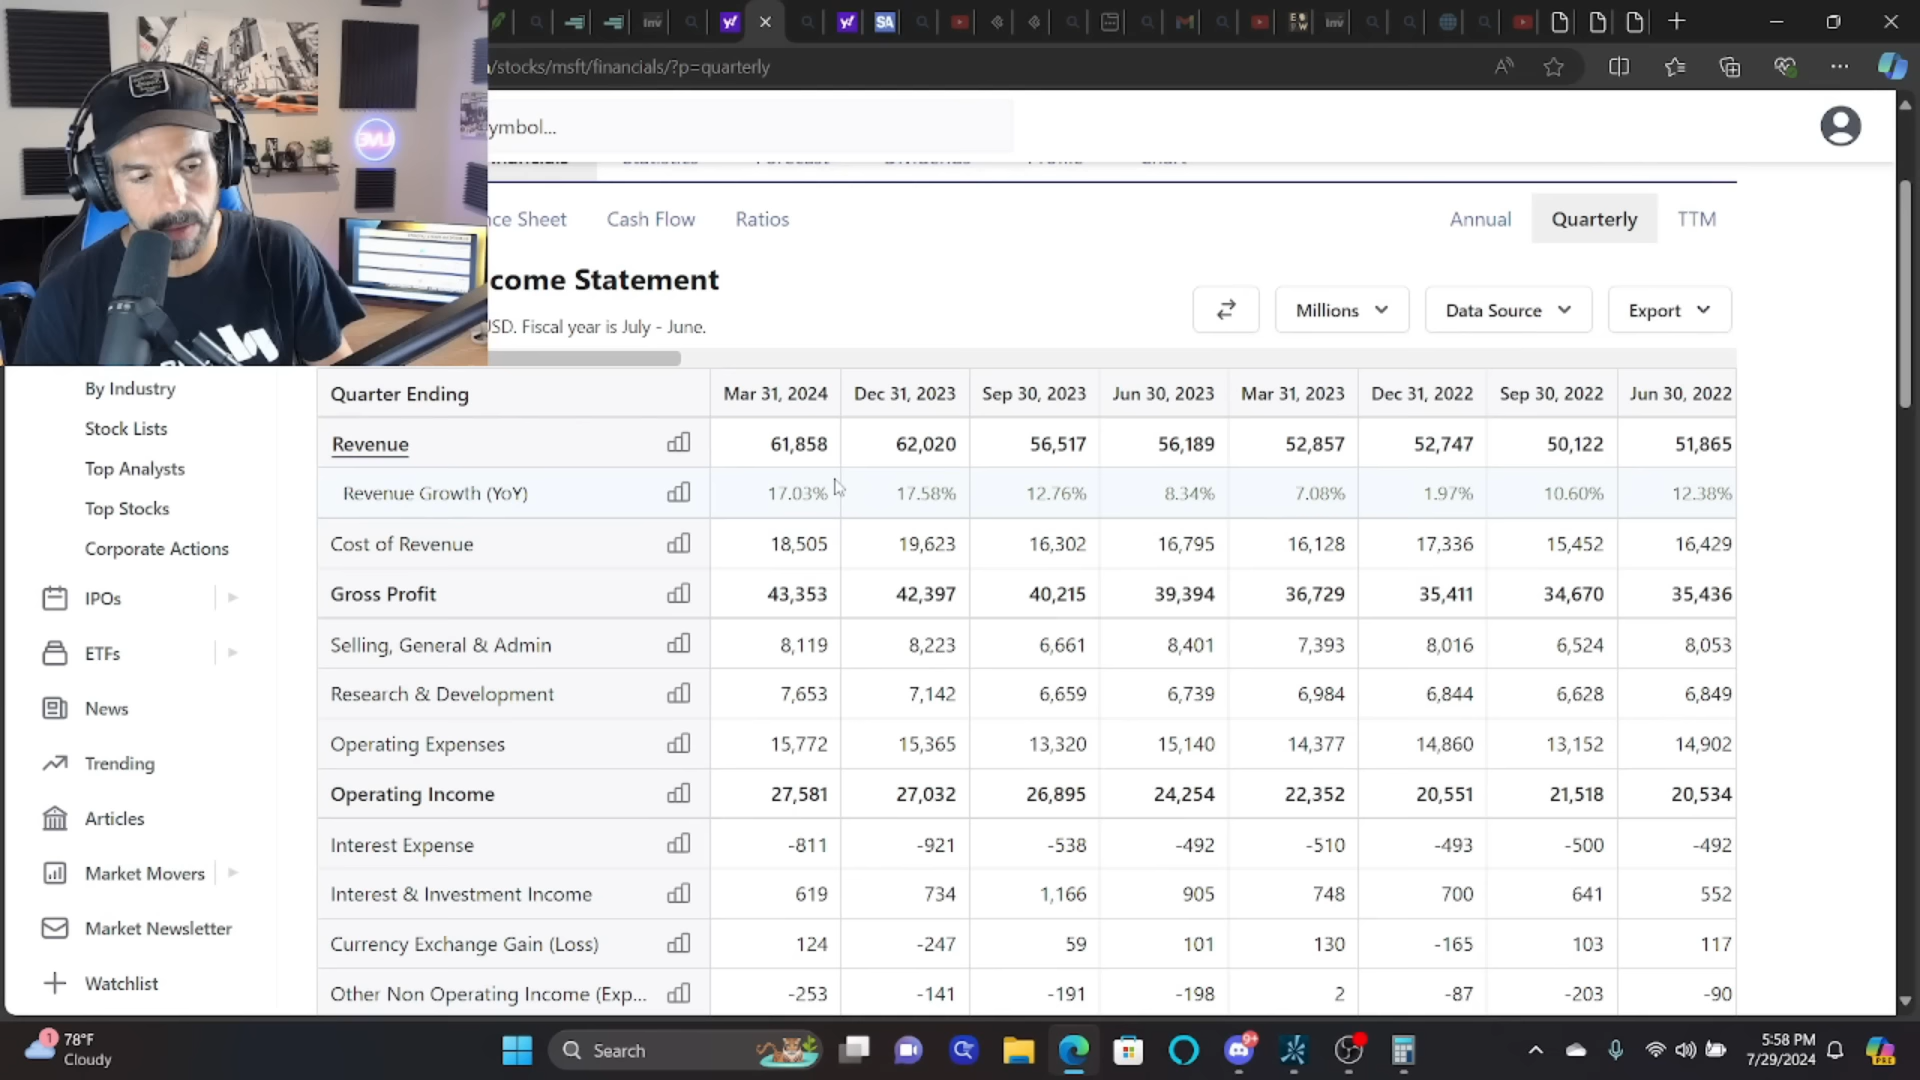 /stocks/msft/financials/?p=quarterly
ymbol...
nce Sheet Cash Flow Ratios Annual Quarterly TTM
come Statement
Millions Data Source Export
USD. Fiscal year is July - June.
By Industry
Stock Lists
Top Analysts
Top Stocks
Corporate Actions
IPOs
ETFs
News
Trending
Articles
Market Movers
Market Newsletter
Watchlist
Quarter Ending Mar 31, 2024 Dec 31, 2023 Sep 30, 2023 Jun 30, 2023 Mar 31, 2023 Dec 31, 2022 Sep 30, 2022 Jun 30, 2022
Revenue 61,858 62,020 56,517 56,189 52,857 52,747 50,122 51,865
Revenue Growth (YoY) 17.03% 17.58% 12.76% 8.34% 7.08% 1.97% 10.60% 12.38%
Cost of Revenue 18,505 19,623 16,302 16,795 16,128 17,336 15,452 16,429
Gross Profit 43,353 42,397 40,215 39,394 36,729 35,411 34,670 35,436
Selling, General & Admin 8,119 8,223 6,661 8,401 7,393 8,016 6,524 8,053
Research & Development 7,653 7,142 6,659 6,739 6,984 6,844 6,628 6,849
Operating Expenses 15,772 15,365 13,320 15,140 14,377 14,860 13,152 14,902
Operating Income 27,581 27,032 26,895 24,254 22,352 20,551 21,518 20,534
Interest Expense -811 -921 -538 -492 -510 -493 -500 -492
Interest & Investment Income 619 734 1,166 905 748 700 641 552
Currency Exchange Gain (Loss) 124 -247 59 101 130 -165 103 117
Other Non Operating Income (Exp... -253 -141 -191 -198 2 -87 -203 -90
78°F
Cloudy
Search
5:58 PM
7/29/2024